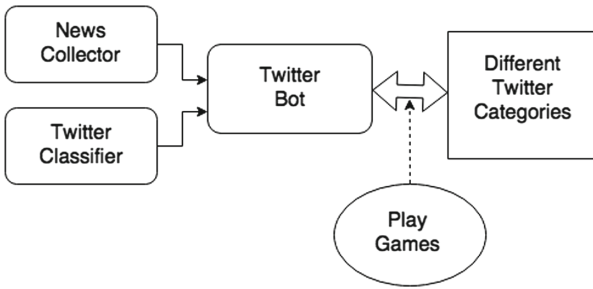 News
Collector
Twitter
Classifier
Twitter
Bot
Different
Twitter
Categories
Play
Games